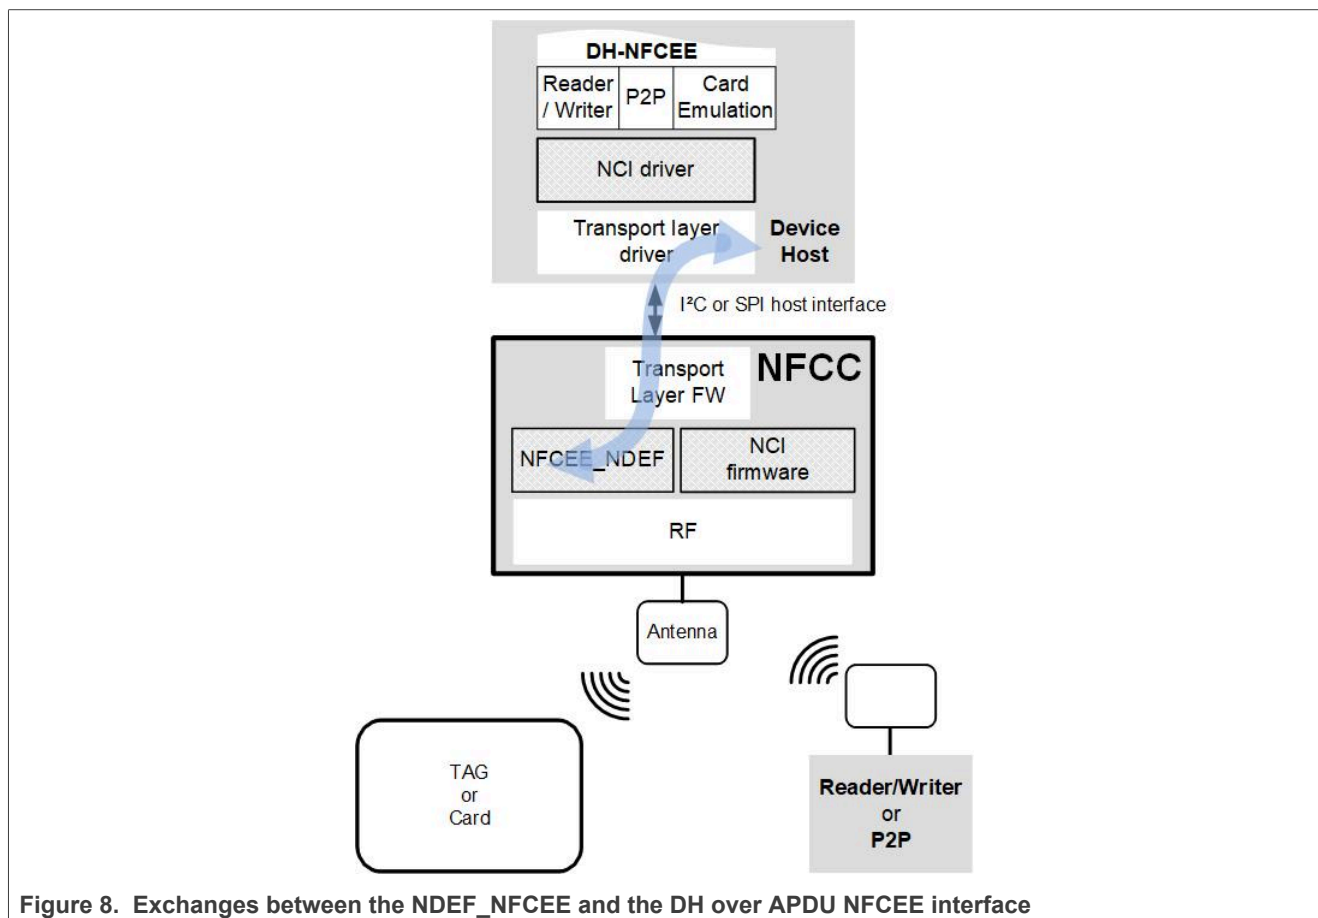 DH-NFCEE
Reader
/ Writer
P2P
Card
Emulation
NCI driver
Transport layer
driver
Device
Host
I²C or SPI host interface
NFCC
Transport
Layer FW
NFCEE_NDEF
NCI
firmware
RF
Antenna
TAG
or
Card
Reader/Writer
or
P2P
Figure 8. Exchanges between the NDEF_NFCEE and the DH over APDU NFCEE interface